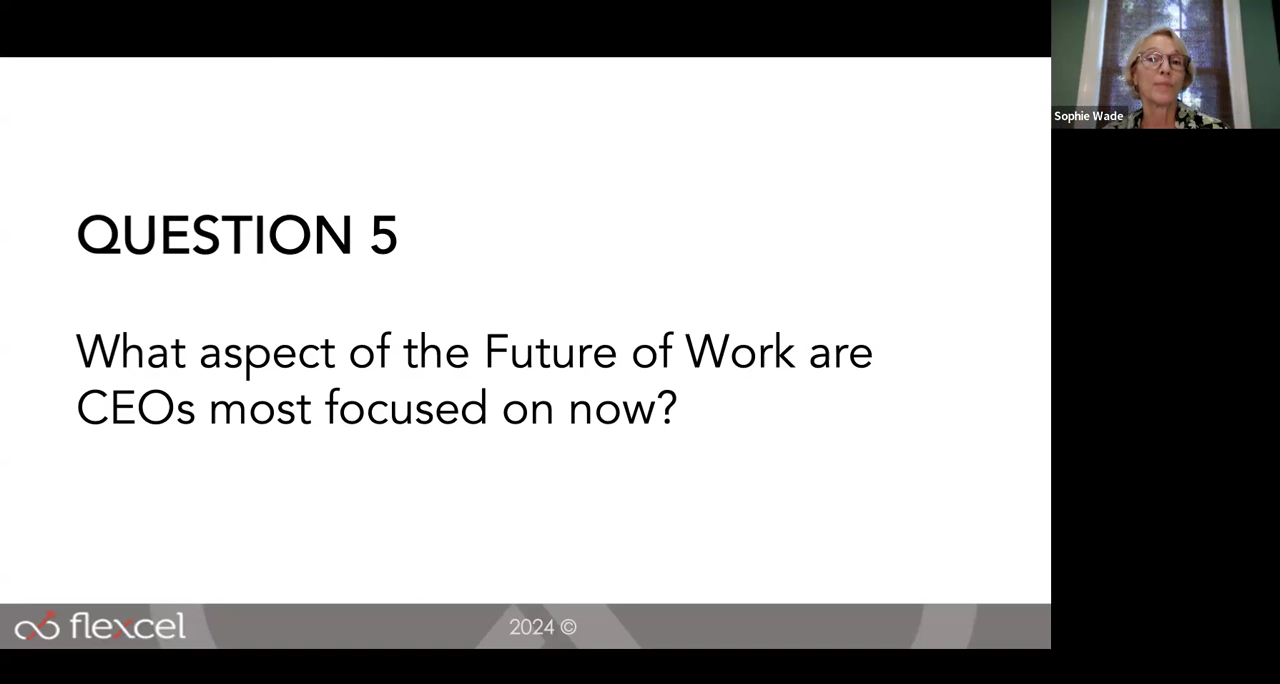 QUESTION 5
What aspect of the Future of Work are
CEOs most focused on now?
flexcel
2024 ©
Sophie Wade